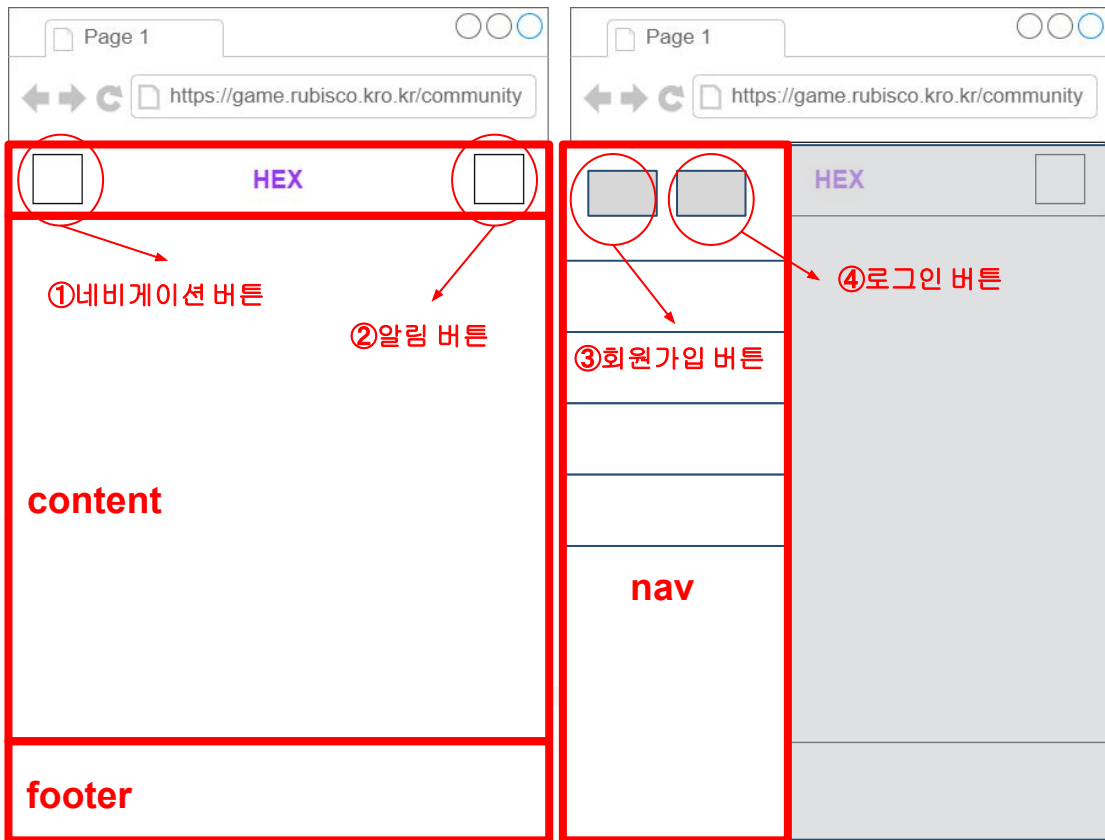 Page 1
https://game.rubisco.kro.kr/community
HEX
①네비게이션 버튼
②알림 버튼
content
footer
Page 1
https://game.rubisco.kro.kr/community
HEX
④로그인 버튼
③회원가입 버튼
nav